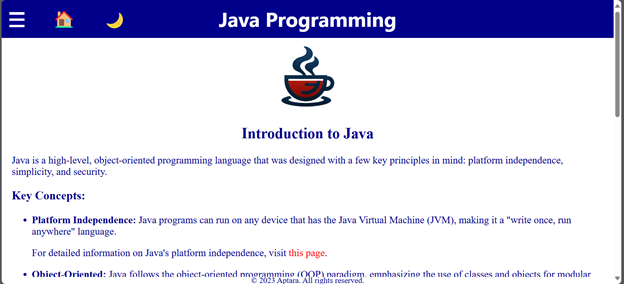 Java Programming
Introduction to Java
Java is a high-level, object-oriented programming language that was designed with a few key principles in mind: platform independence,
simplicity, and security.
Key Concepts:
• Platform Independence: Java programs can run on any device that has the Java Virtual Machine (JVM), making it a "write once, run
anywhere" language.
For detailed information on Java's platform independence, visit this page.
• Object-Oriented: Java follows the object-oriented programming (OOP) paradigm, emphasizing the use of classes and objects for modular
© 2023 Aptara. All rights reserved.